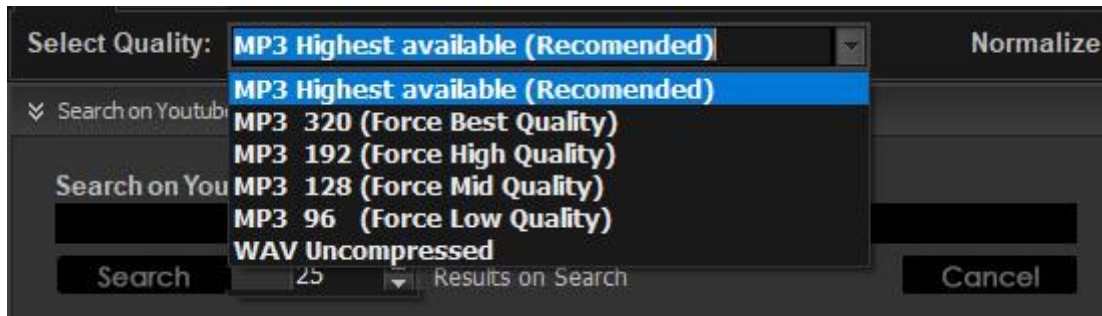 Select Quality: MP3 Highest available (Recomended) Normalize
MP3 Highest available (Recomended)
Search on Youtub
MP3 320 (Force Best Quality)
MP3 192 (Force High Quality)
Search on You
MP3 128 (Force Mid Quality)
MP3 96 (Force Low Quality)
WAV Uncompressed
Search 25 Results on Search Cancel